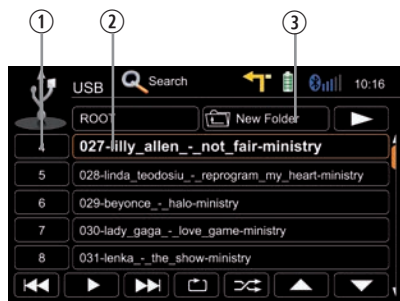 1 2 3
USB Search 10:16
ROOT New Folder
4 027-lilly_allen_-_not_fair-ministry
5 028-linda_teodosiu_-_reprogram_my_heart-ministry
6 029-beyonce_-_halo-ministry
7 030-lady_gaga_-_love_game-ministry
8 031-lenka_-_the_show-ministry